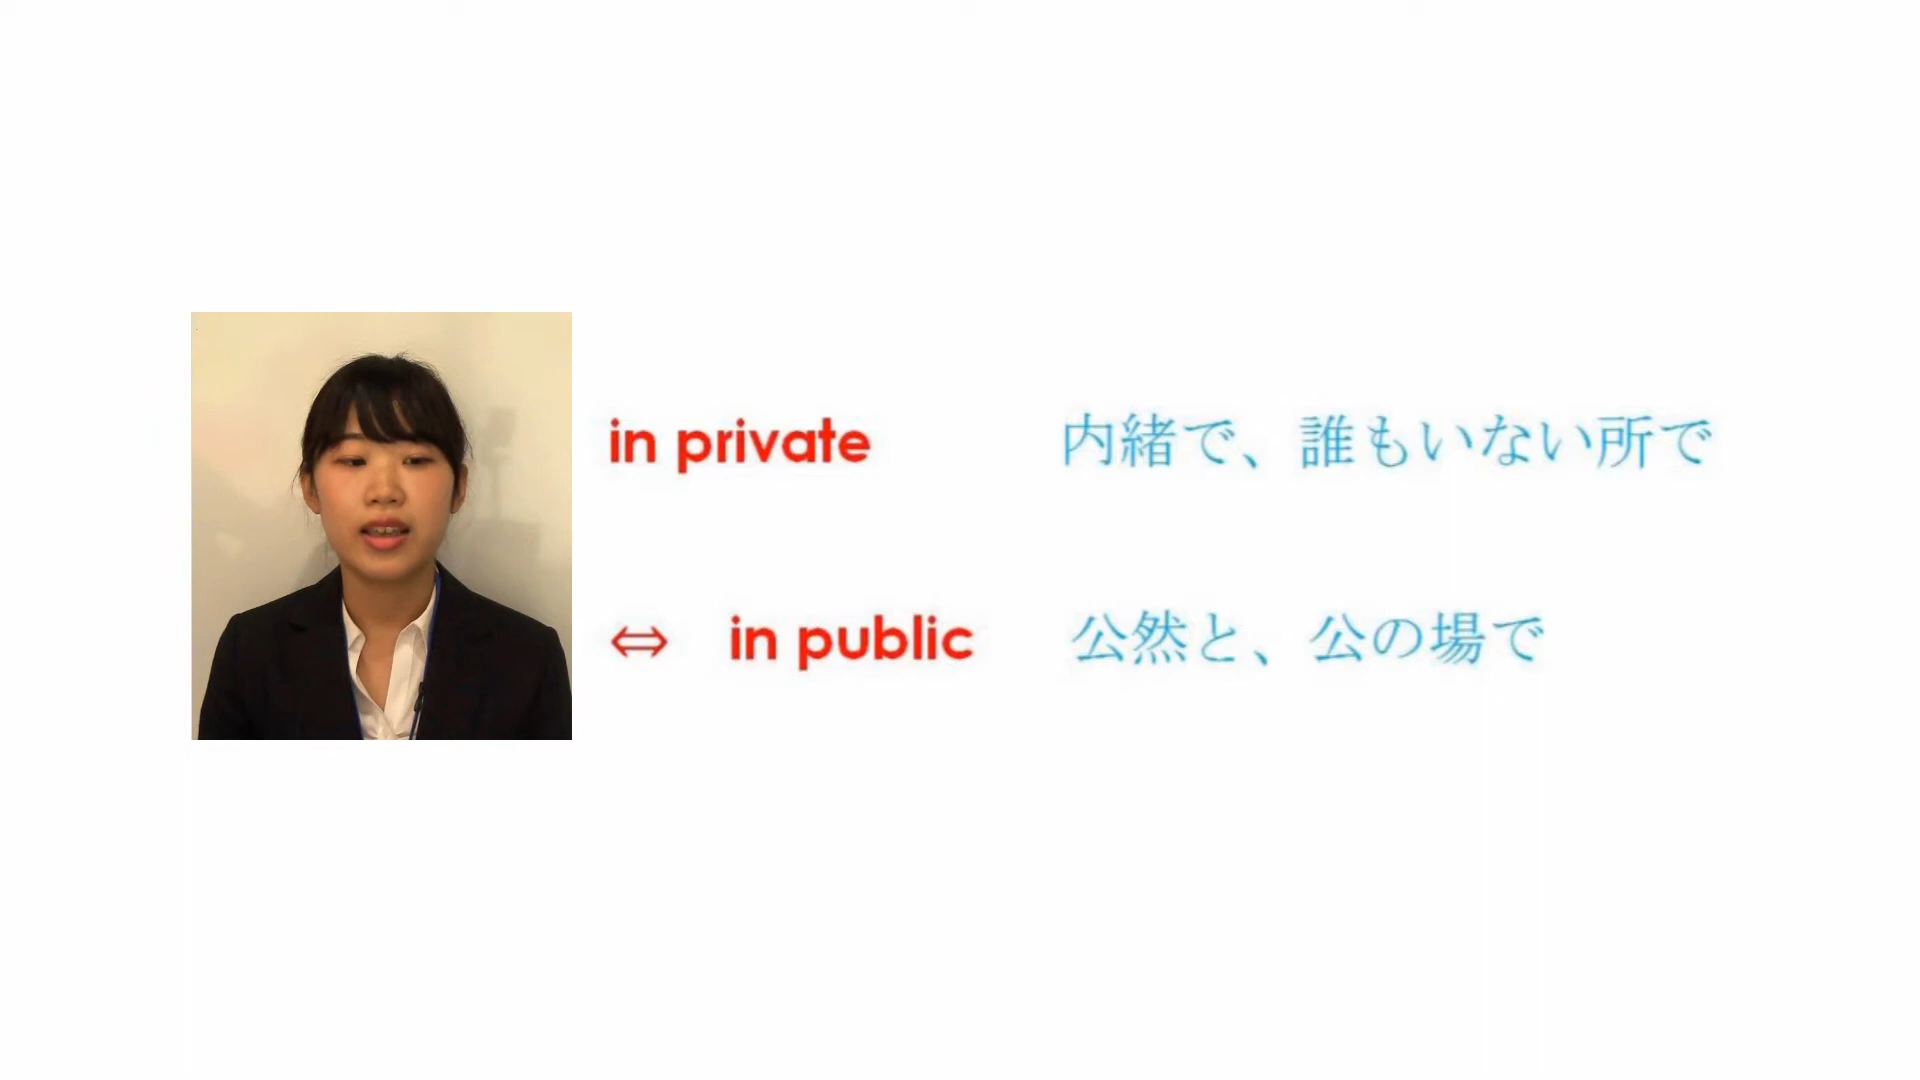 in private 内緒で、誰もいない所で
⇔ in public 公然と、公の場で